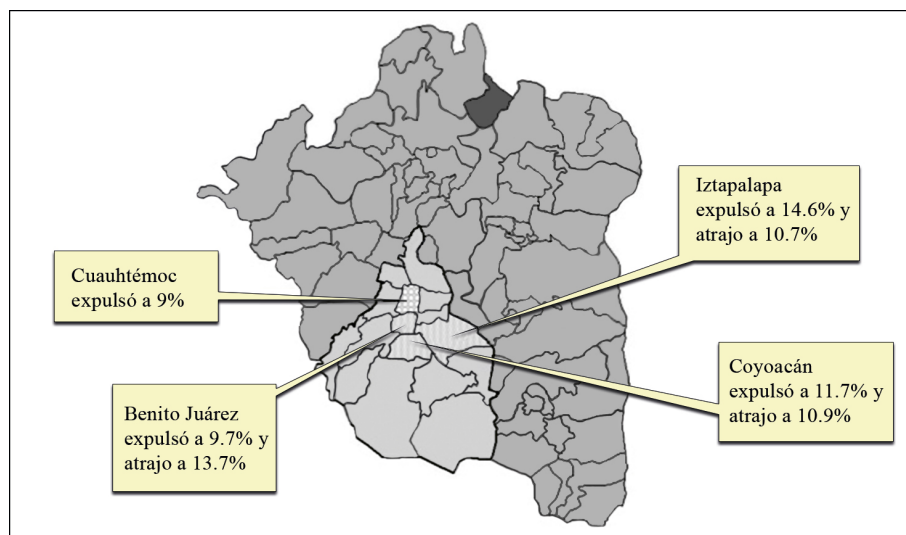 Iztapalapa
expulsó a 14.6% y
atrajo a 10.7%
Cuauhtémoc
expulsó a 9%
Coyoacán
expulsó a 11.7% y
atrajo a 10.9%
Benito Juárez
expulsó a 9.7% y
atrajo a 13.7%